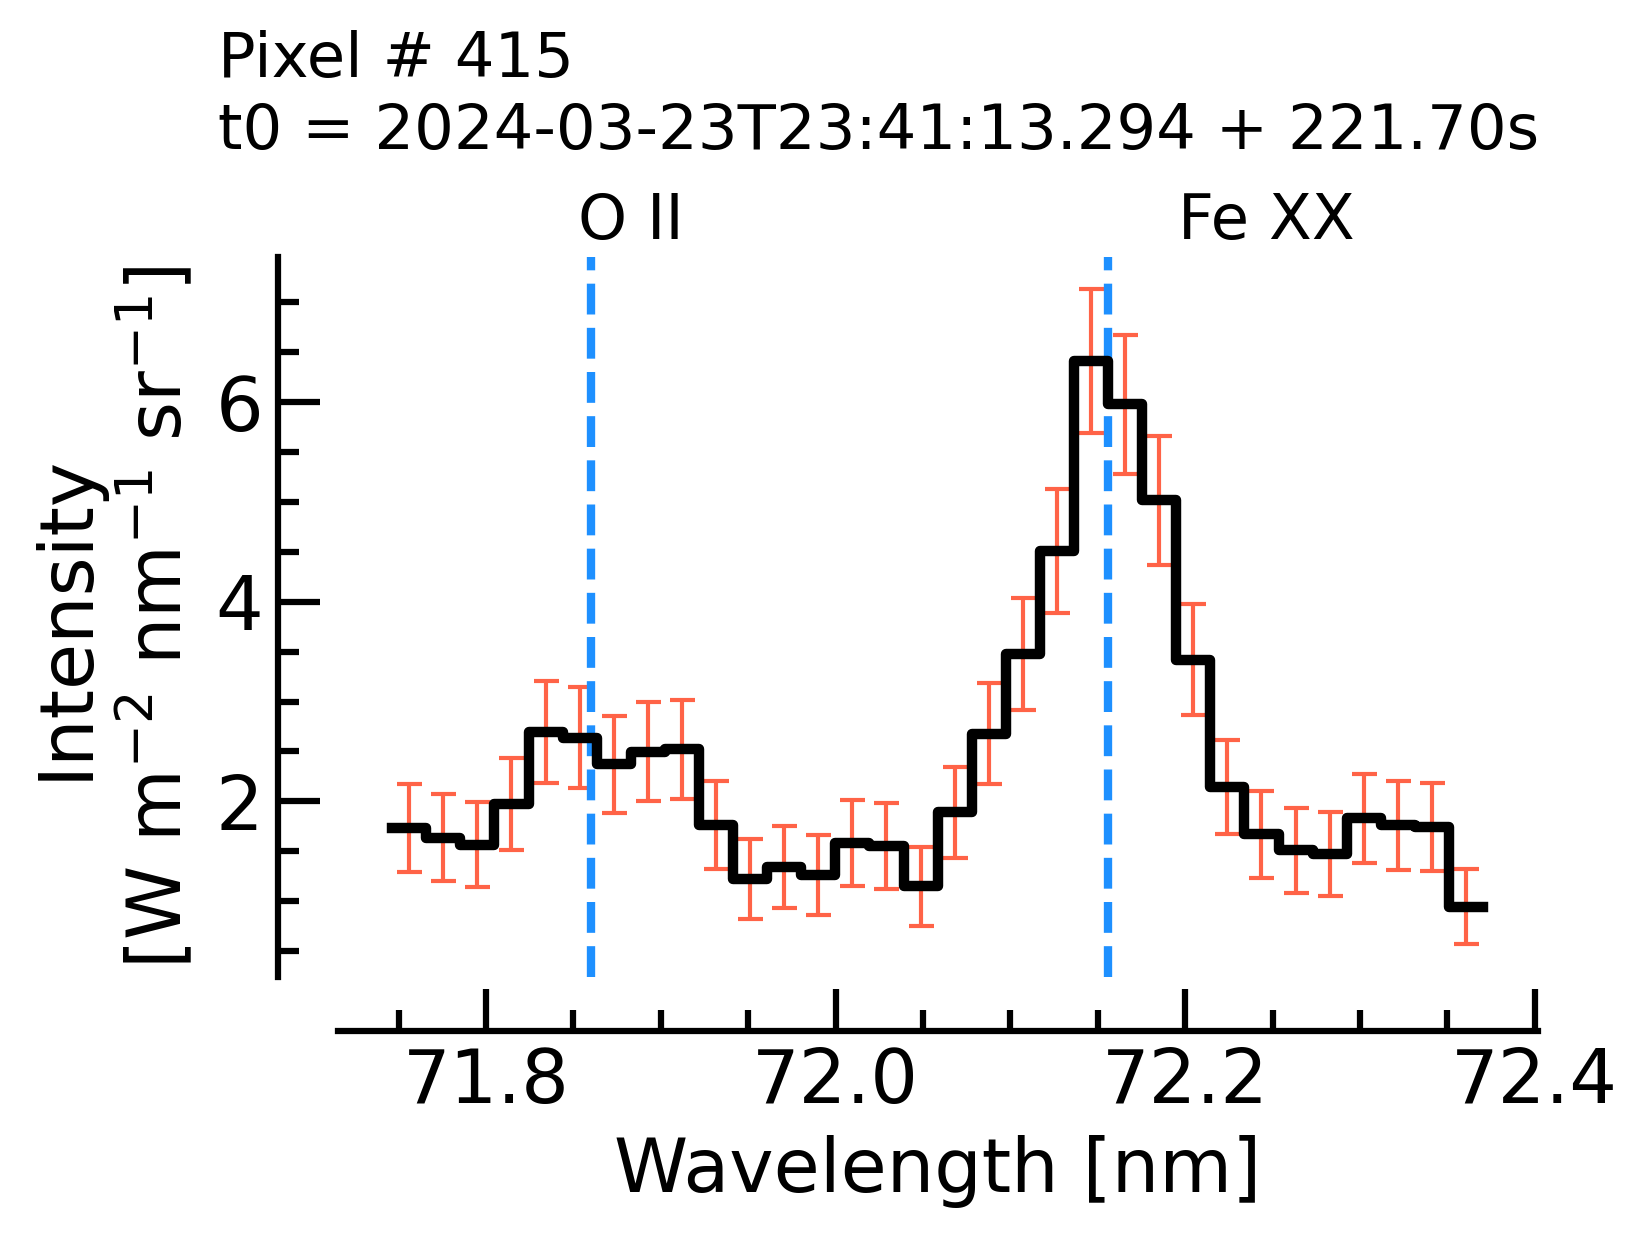 Pixel # 415
t0 = 2024-03-23T23:41:13.294 + 221.70s
O II
Fe XX
Intensity
[W m⁻² nm⁻¹ sr⁻¹]
6
4
2
71.8 72.0 72.2 72.4
Wavelength [nm]